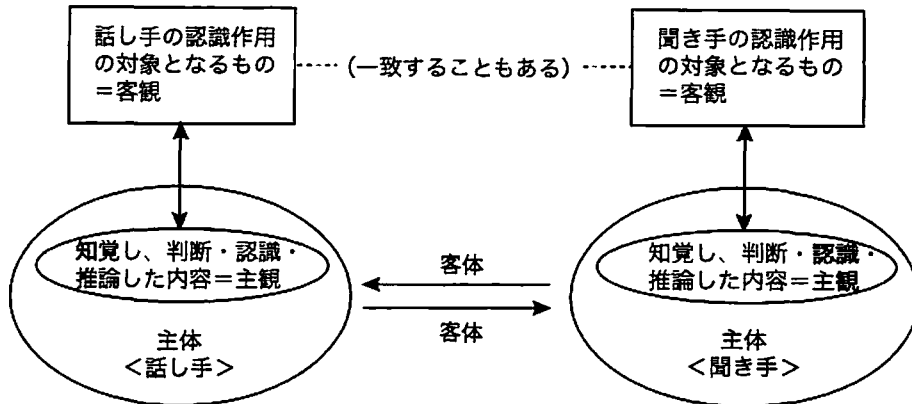 話し手の認識作用
の対象となるもの
＝客観
（一致することもある）
聞き手の認識作用
の対象となるもの
＝客観
知覚し、判断・認識・
推論した内容＝主観
主体
＜話し手＞
客体
客体
知覚し、判断・認識・
推論した内容＝主観
主体
＜聞き手＞